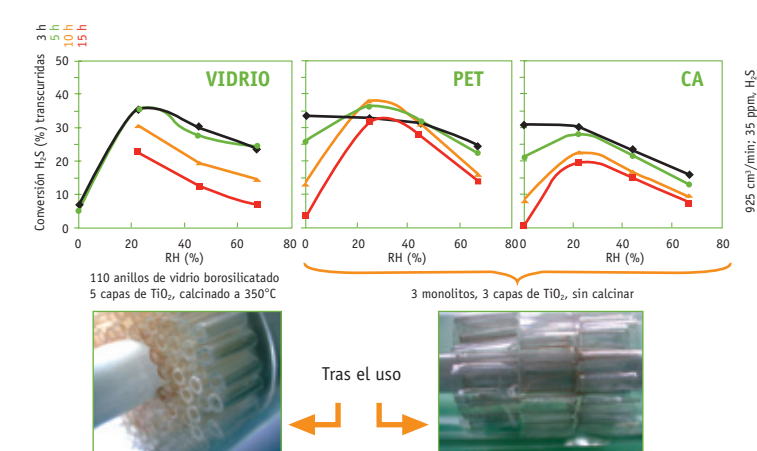 Conversión H₂S (%) transcurridas 3 h
5 h
10 h
15 h
50
40
30
20
10
0
VIDRIO
PET
CA
0 20 40 60 80
RH (%)
0 20 40 60 80
RH (%)
0 20 40 60 80
RH (%)
925 cm³/min; 35 ppm, H₂S
110 anillos de vidrio borosilicatado
5 capas de TiO₂, calcinado a 350°C
3 monolitos, 3 capas de TiO₂, sin calcinar
Tras el uso